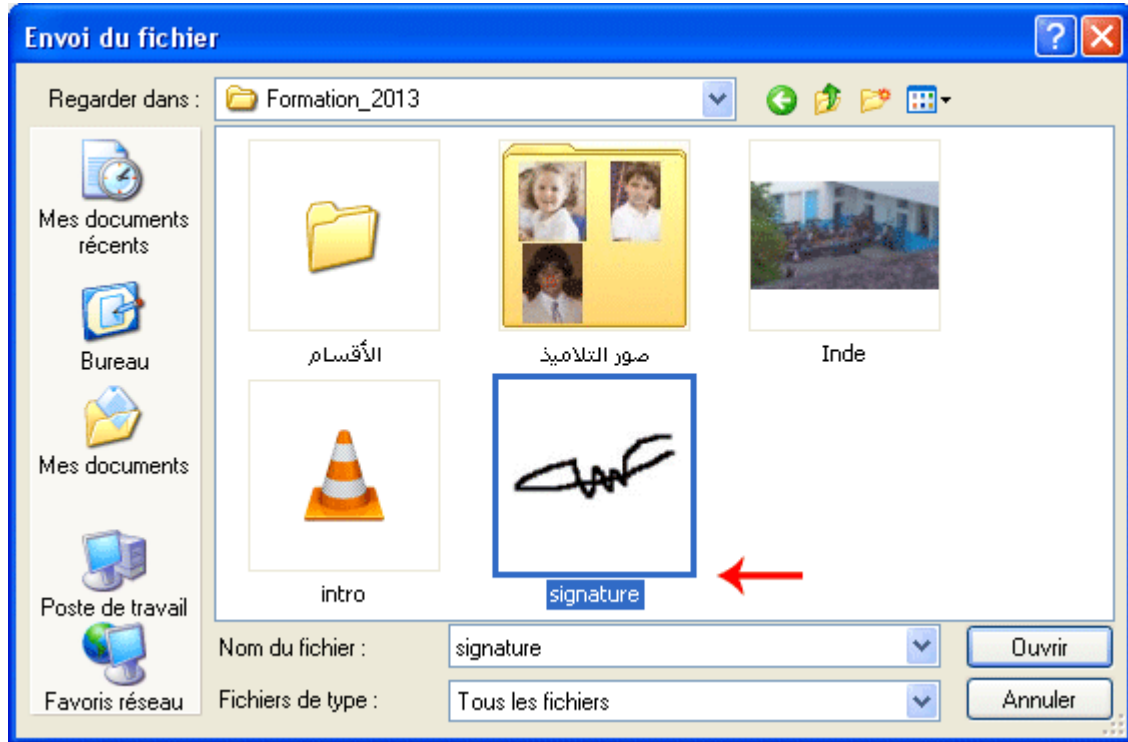 Envoi du fichier
Regarder dans :
Formation_2013
Mes documents
récents
Bureau
Mes documents
Poste de travail
Favoris réseau
الأقسام
صور التلاميذ
Inde
intro
signature
Nom du fichier :
signature
Ouvrir
Fichiers de type :
Tous les fichiers
Annuler